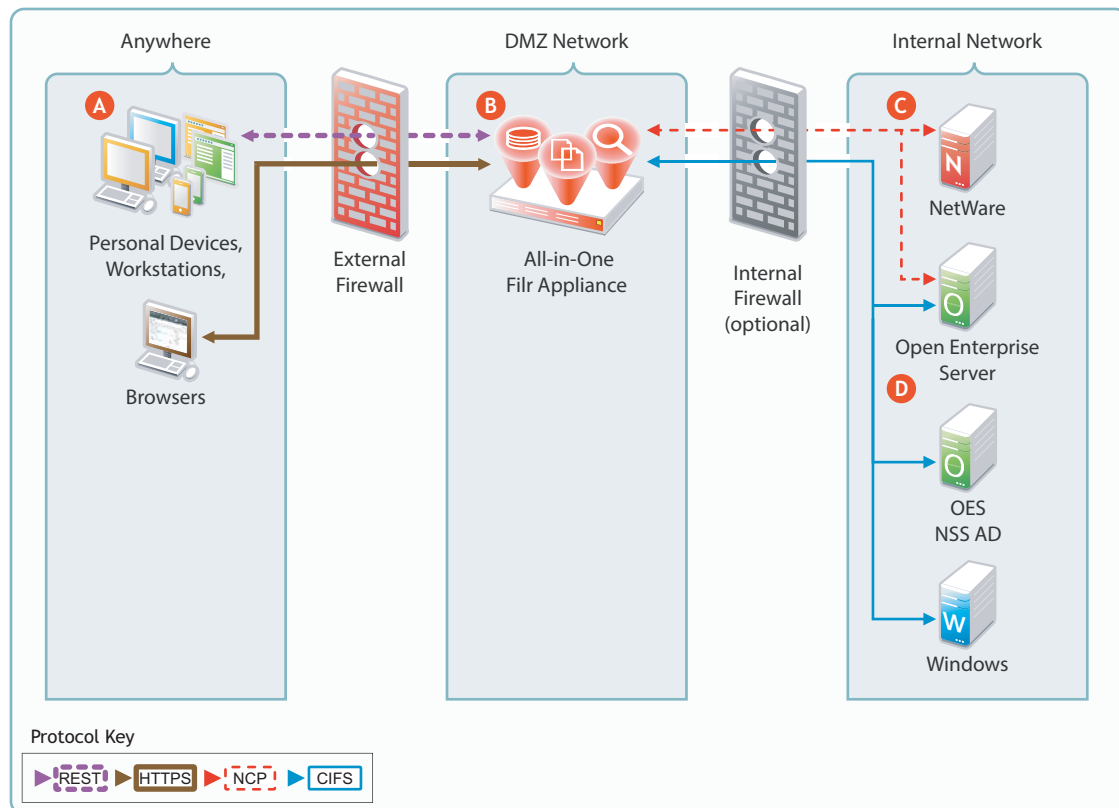 Anywhere
DMZ Network
Internal Network
A
B
C
N
NetWare
Personal Devices,
Workstations,
External
Firewall
All-in-One
Filr Appliance
Internal
Firewall
(optional)
O
Open Enterprise
Server
Browsers
D
O
OES
NSS AD
W
Windows
Protocol Key
REST
HTTPS
NCP
CIFS